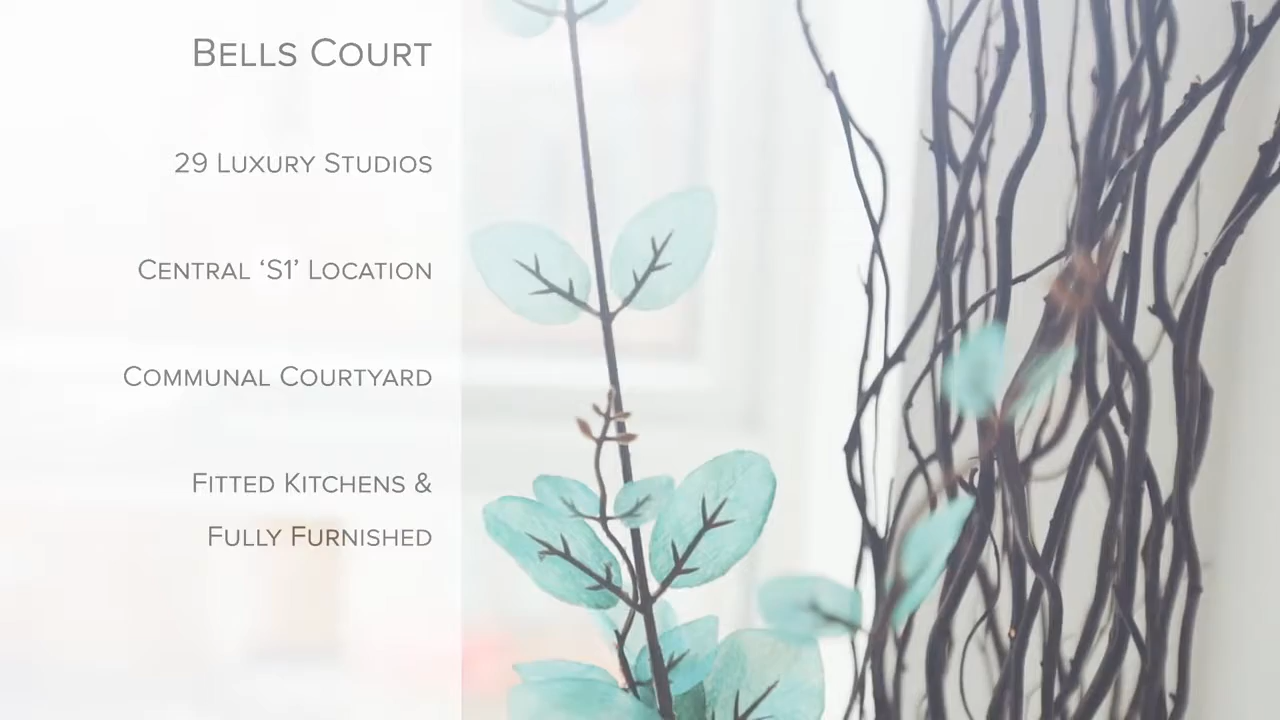 Bells Court
29 Luxury Studios
Central ‘S1’ Location
Communal Courtyard
Fitted Kitchens &
Fully Furnished